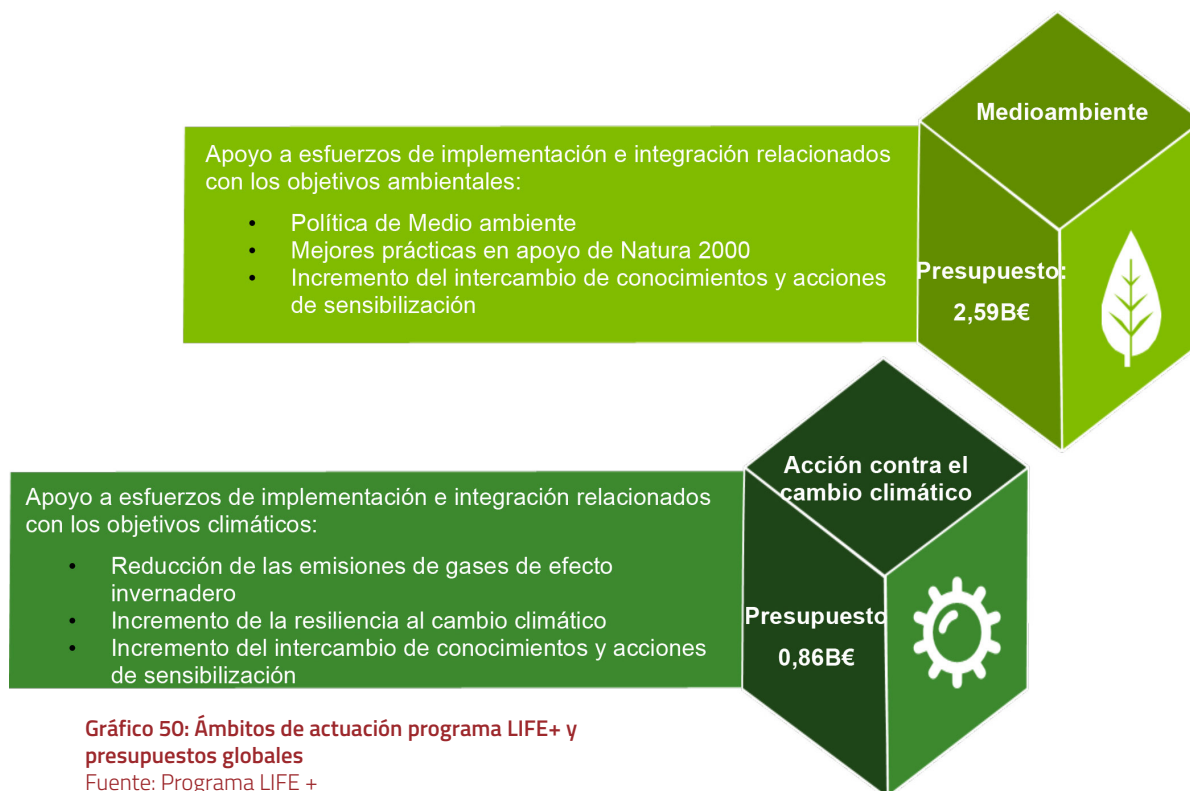 Medioambiente
Apoyo a esfuerzos de implementación e integración relacionados
con los objetivos ambientales:
• Política de Medio ambiente
• Mejores prácticas en apoyo de Natura 2000
• Incremento del intercambio de conocimientos y acciones
de sensibilización
Presupuesto:
2,59B€
Acción contra el
cambio climático
Apoyo a esfuerzos de implementación e integración relacionados
con los objetivos climáticos:
• Reducción de las emisiones de gases de efecto
invernadero
• Incremento de la resiliencia al cambio climático
• Incremento del intercambio de conocimientos y acciones
de sensibilización
Presupuesto
0,86B€
Gráfico 50: Ámbitos de actuación programa LIFE+ y
presupuestos globales
Fuente: Programa LIFE +